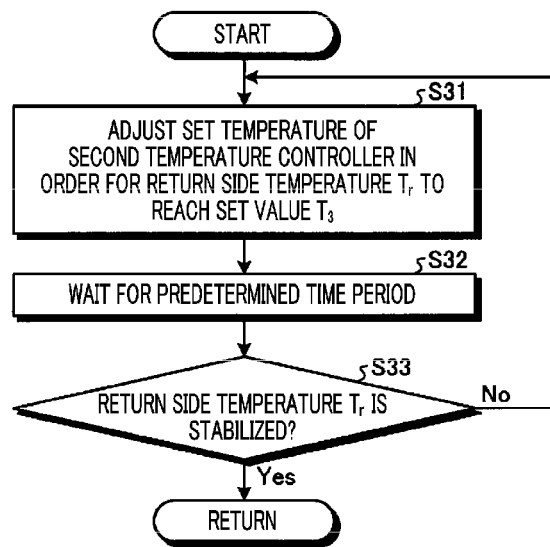 START
S31
ADJUST SET TEMPERATURE OF
SECOND TEMPERATURE CONTROLLER IN
ORDER FOR RETURN SIDE TEMPERATURE Tr TO
REACH SET VALUE T3
S32
WAIT FOR PREDETERMINED TIME PERIOD
S33
RETURN SIDE TEMPERATURE Tr IS
STABILIZED?
No
Yes
RETURN